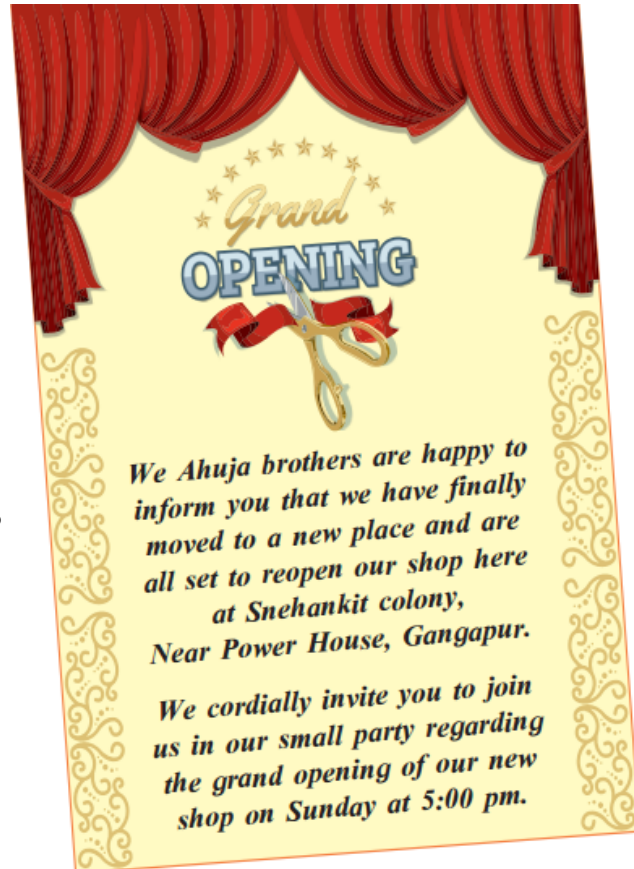 Grand
OPENING
We Ahuja brothers are happy to
inform you that we have finally
moved to a new place and are
all set to reopen our shop here
at Snehankit colony,
Near Power House, Gangapur.
We cordially invite you to join
us in our small party regarding
the grand opening of our new
shop on Sunday at 5:00 pm.